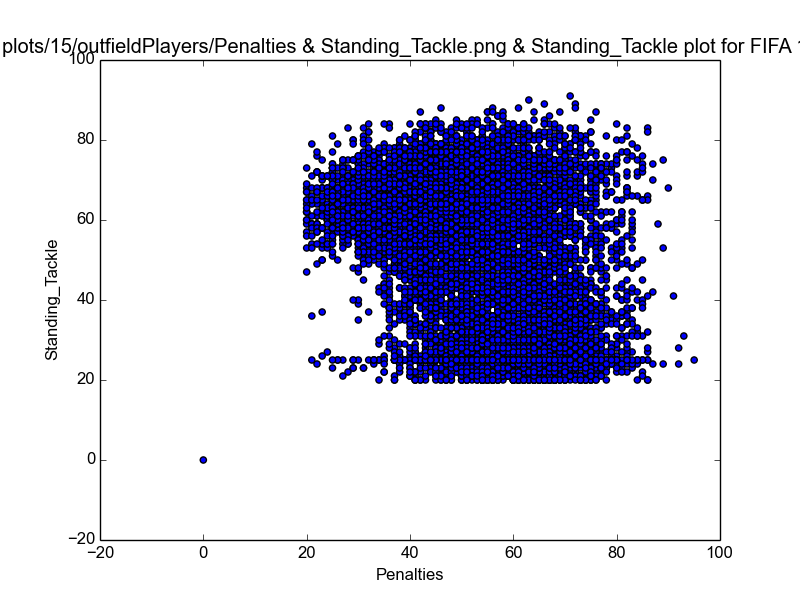 plots/15/outfieldPlayers/Penalties & Standing_Tackle.png & Standing_Tackle plot for FIFA
100
80
60
40
20
0
−20
Standing_Tackle
−20 0 20 40 60 80 100
Penalties